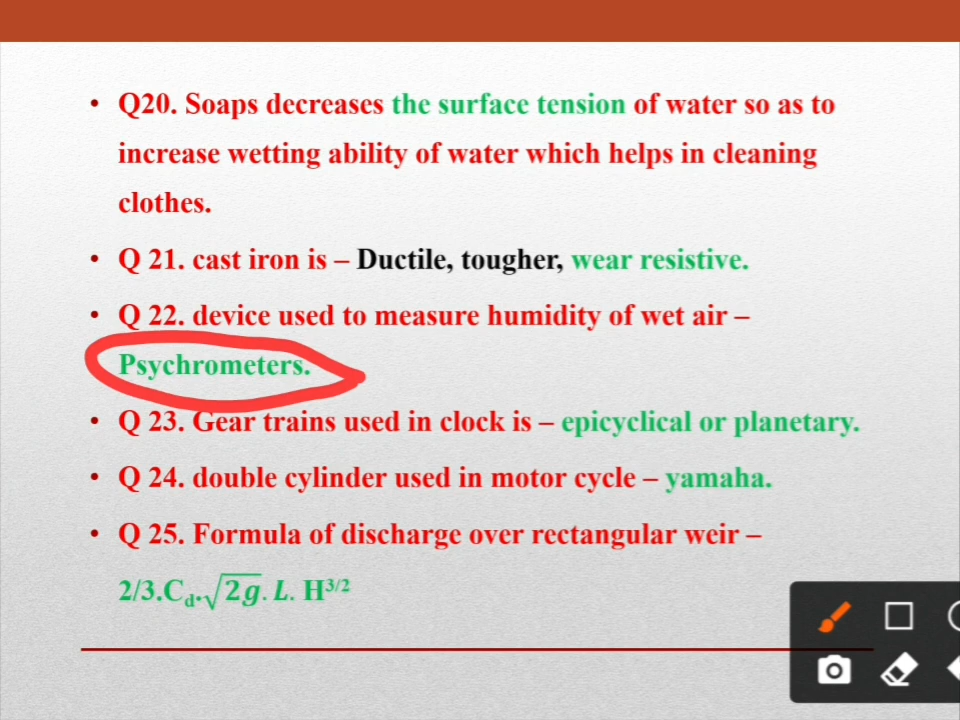 • Q20. Soaps decreases the surface tension of water so as to
increase wetting ability of water which helps in cleaning
clothes.
• Q 21. cast iron is – Ductile, tougher, wear resistive.
• Q 22. device used to measure humidity of wet air –
Psychrometers.
• Q 23. Gear trains used in clock is – epicyclical or planetary.
• Q 24. double cylinder used in motor cycle – yamaha.
• Q 25. Formula of discharge over rectangular weir –
2/3.C_d.√2g. L. H^3/2